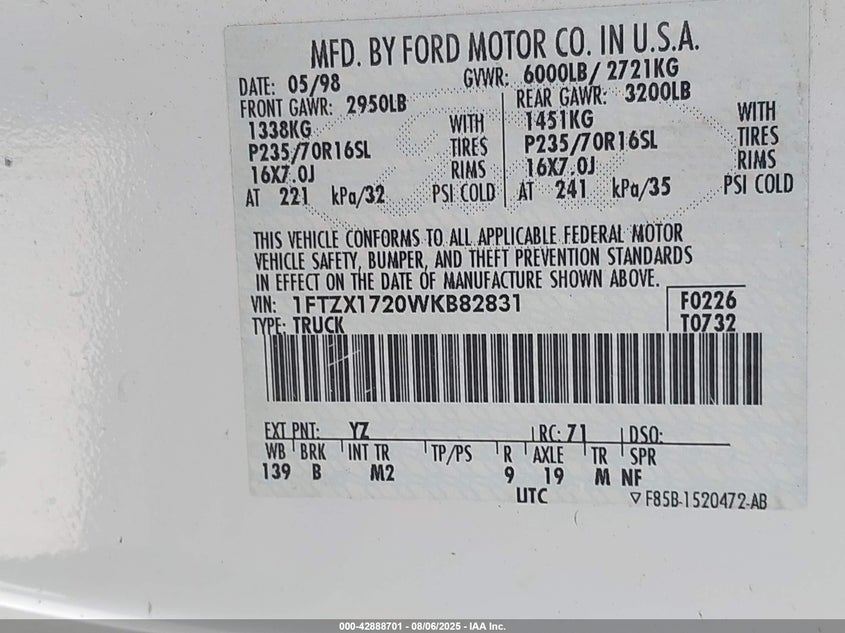 MFD. BY FORD MOTOR CO. IN U.S.A.
DATE: 05/98 GVWR: 6000LB/ 2721KG
FRONT GAWR: 2950LB REAR GAWR: 3200LB
1338KG WITH 1451KG WITH
P235/70R16SL TIRES P235/70R16SL TIRES
16X7.0J RIMS 16X7.0J RIMS
AT 221 kPa/32 PSI COLD AT 241 kPa/35 PSI COLD
THIS VEHICLE CONFORMS TO ALL APPLICABLE FEDERAL MOTOR
VEHICLE SAFETY, BUMPER, AND THEFT PREVENTION STANDARDS
IN EFFECT ON THE DATE OF MANUFACTURE SHOWN ABOVE.
VIN: 1FTZX1720WKB82831 F0226
TYPE: TRUCK T0732
EXT PNT: YZ RC: 71 DSO:
WB BRK INT TR TP/PS R AXLE TR SPR
139 B M2 9 19 M NF
UTC ▽ F85B-1520472-AB
000-42888701 - 08/06/2025 - IAA Inc.